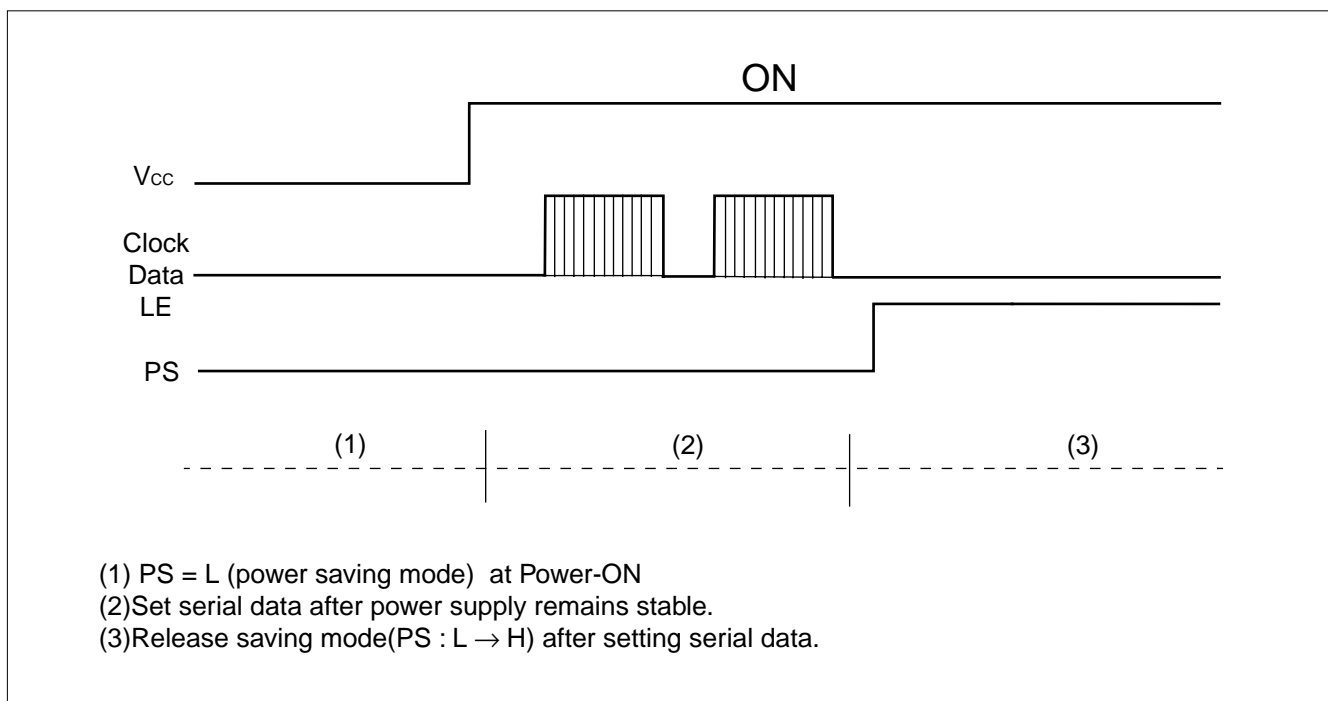 ON
Vcc
Clock
Data
LE
PS
(1) (2) (3)
(1) PS = L (power saving mode) at Power-ON
(2)Set serial data after power supply remains stable.
(3)Release saving mode(PS : L → H) after setting serial data.